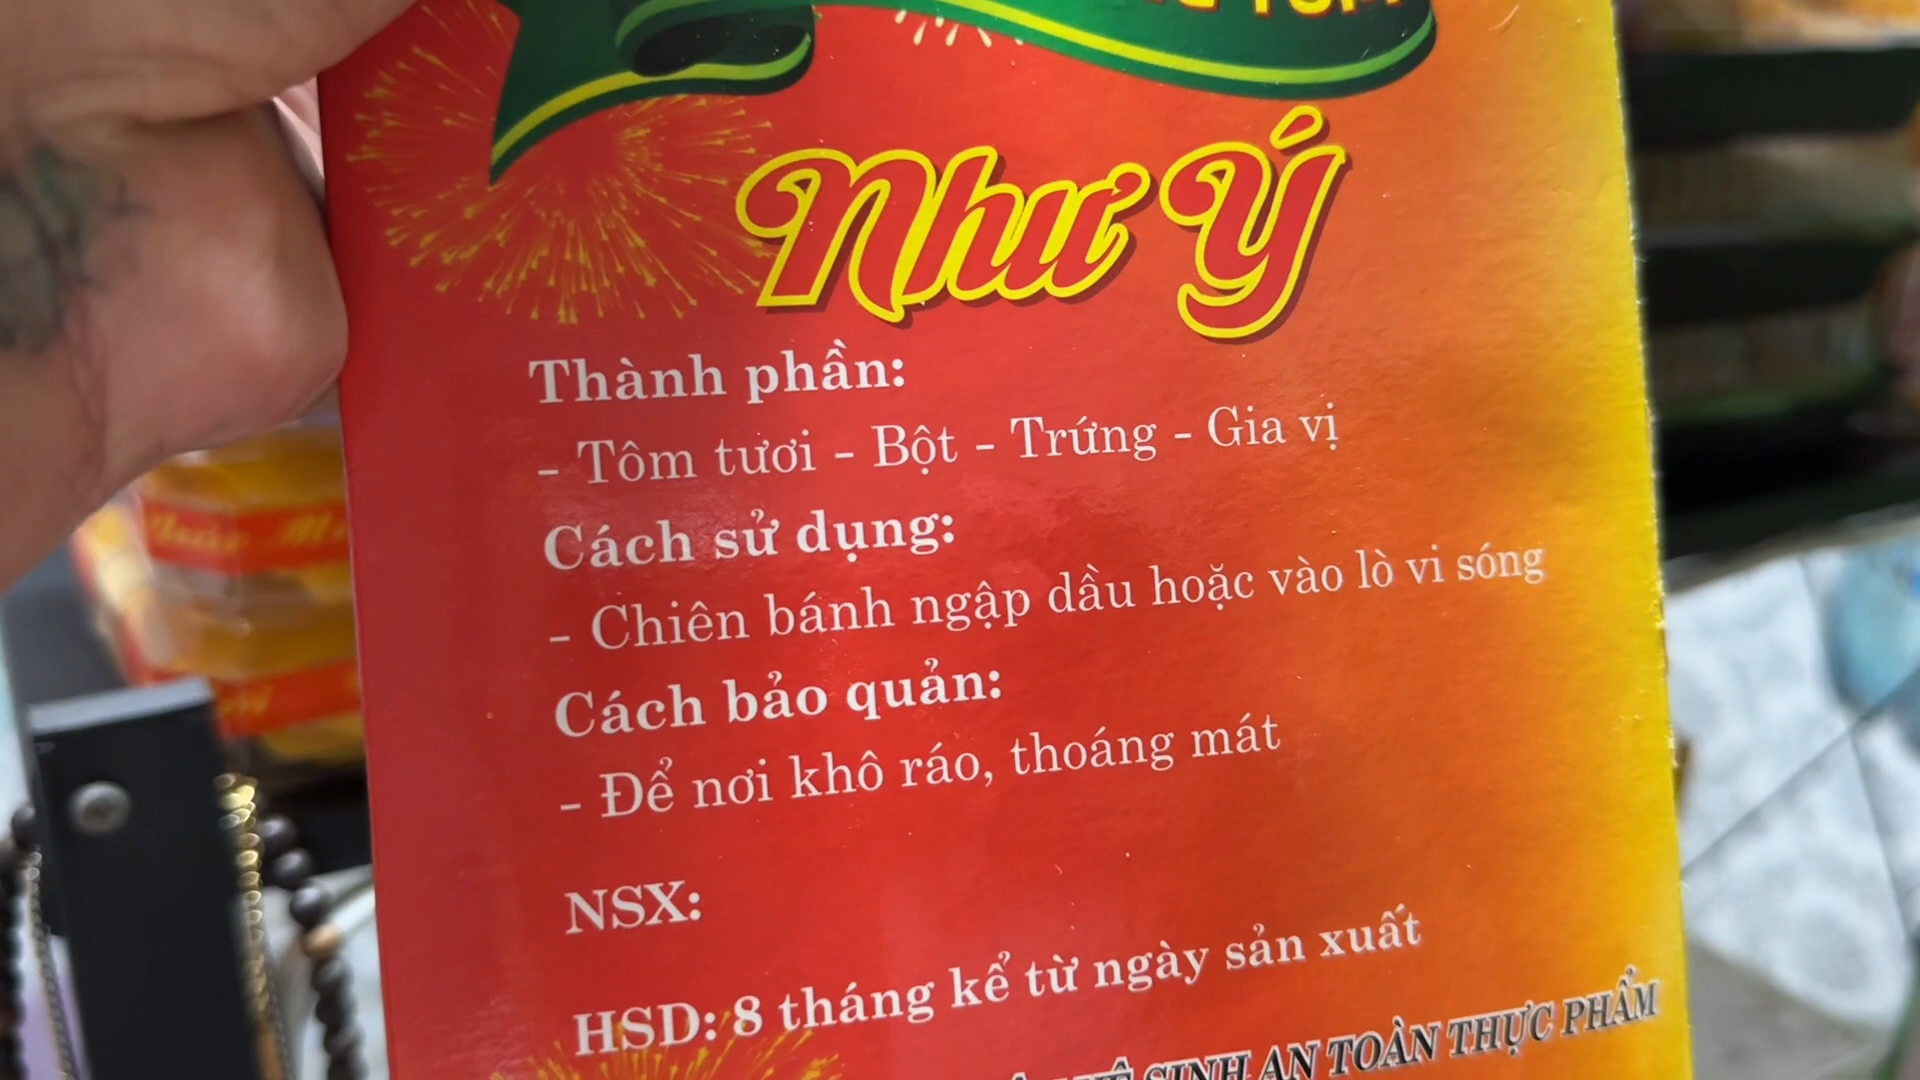 Như Ý
Thành phần:
- Tôm tươi - Bột - Trứng - Gia vị
Cách sử dụng:
- Chiên bánh ngập dầu hoặc vào lò vi sóng
Cách bảo quản:
- Để nơi khô ráo, thoáng mát
NSX:
HSD: 8 tháng kể từ ngày sản xuất
SINH AN TOÀN THỰC PHẨM